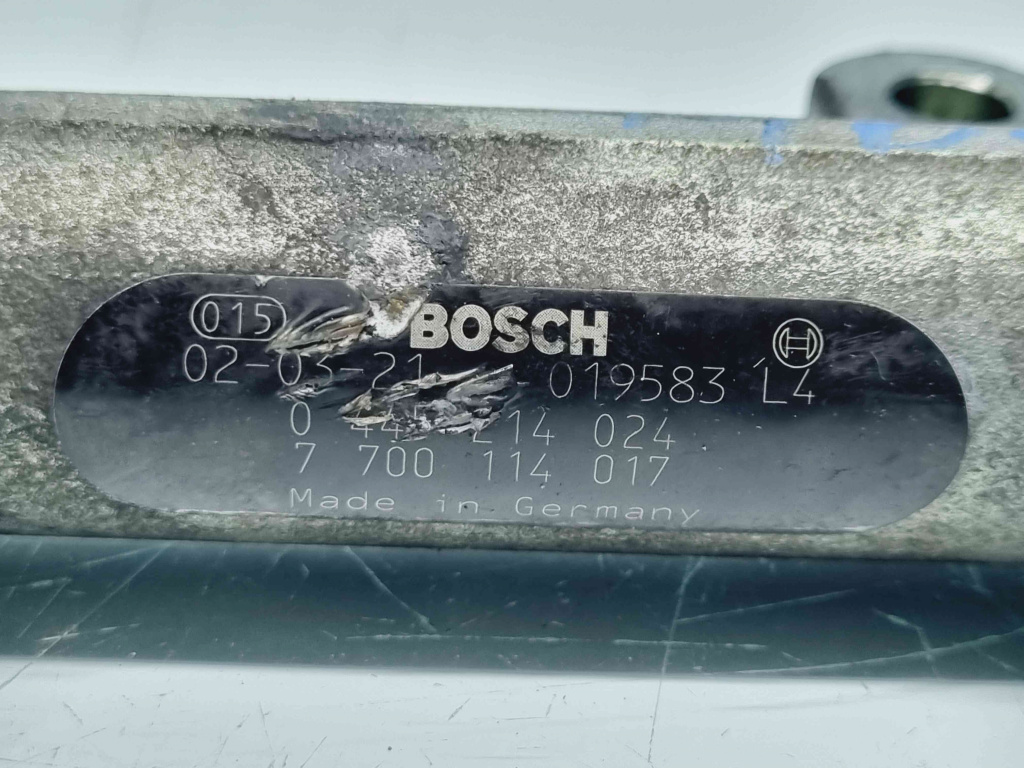 015 BOSCH
02-03-21 019583 L4
0 214 024
7 700 114 017
Made in Germany